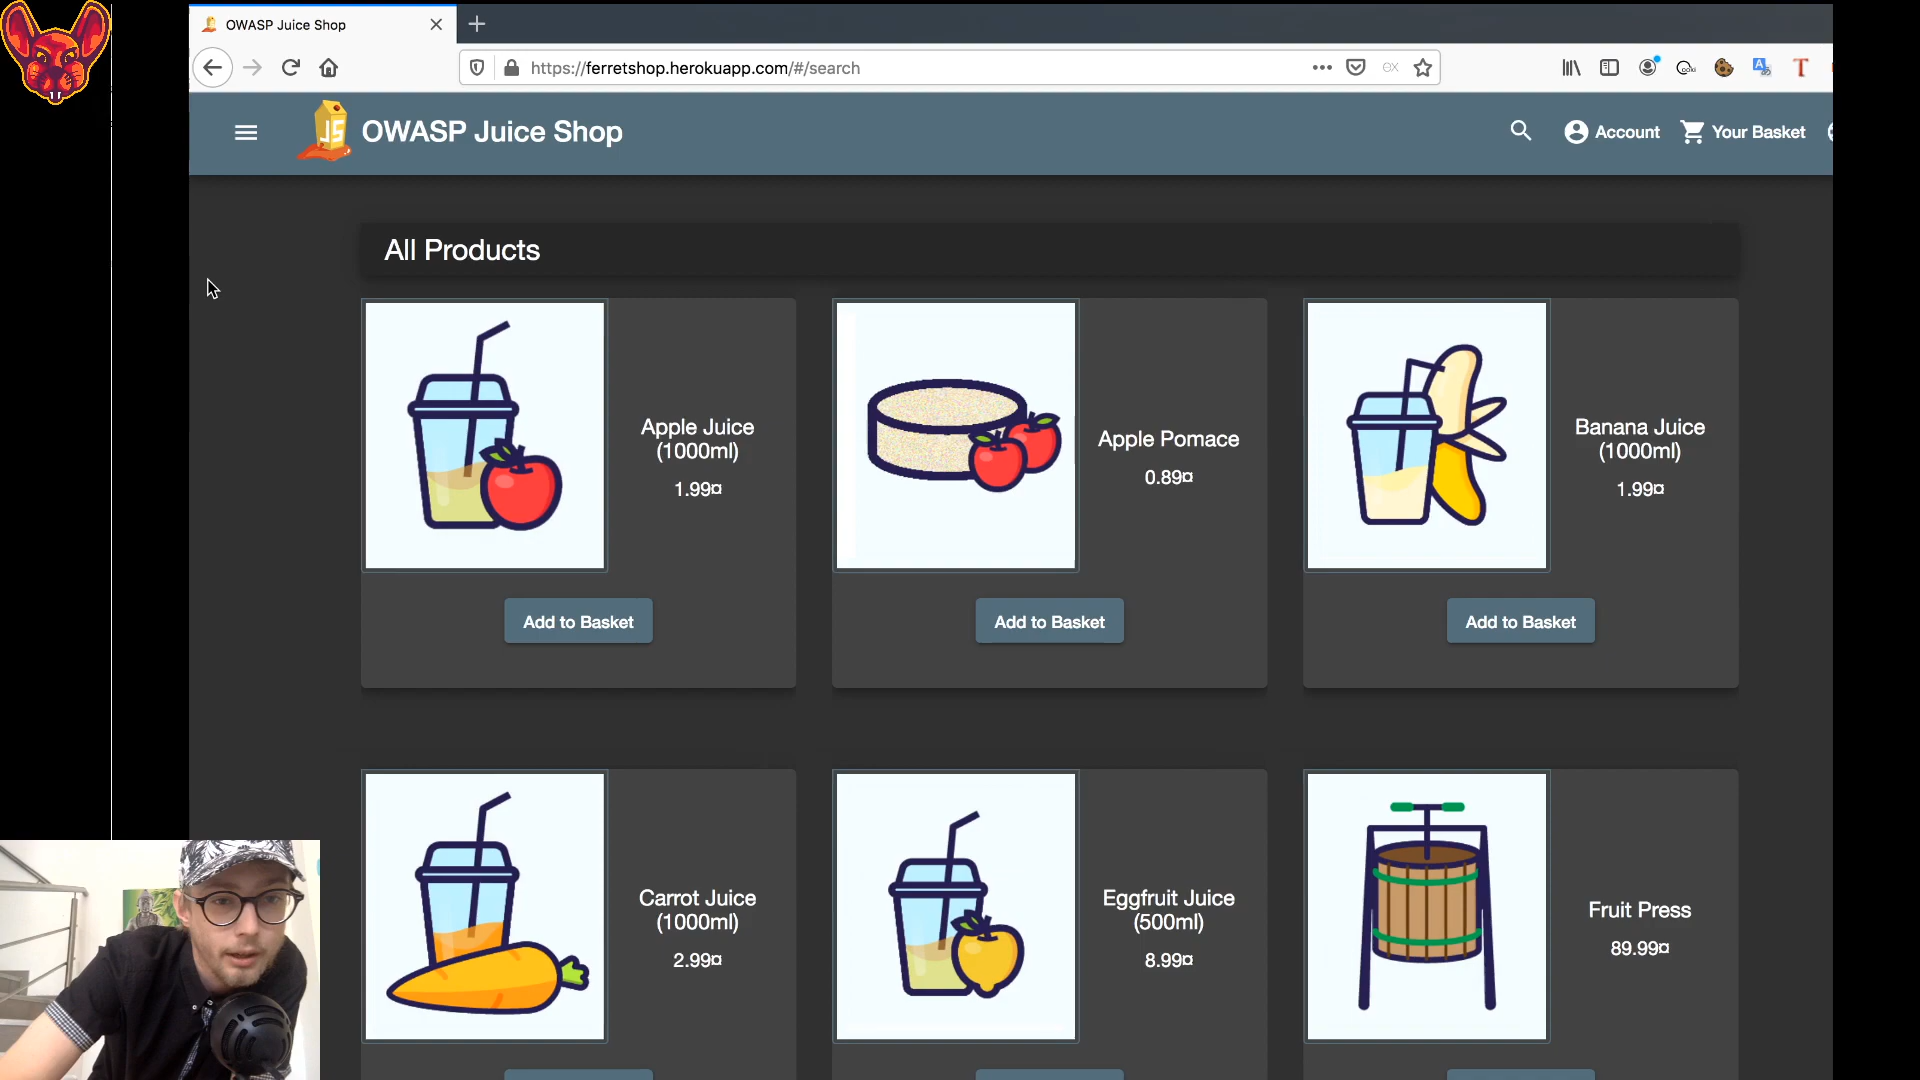 OWASP Juice Shop
https://ferretshop.herokuapp.com/#/search
JS
OWASP Juice Shop
Account
Your Basket
All Products
Apple Juice
(1000ml)
1.99¤
Add to Basket
Apple Pomace
0.89¤
Add to Basket
Banana Juice
(1000ml)
1.99¤
Add to Basket
Carrot Juice
(1000ml)
2.99¤
Eggfruit Juice
(500ml)
8.99¤
Fruit Press
89.99¤